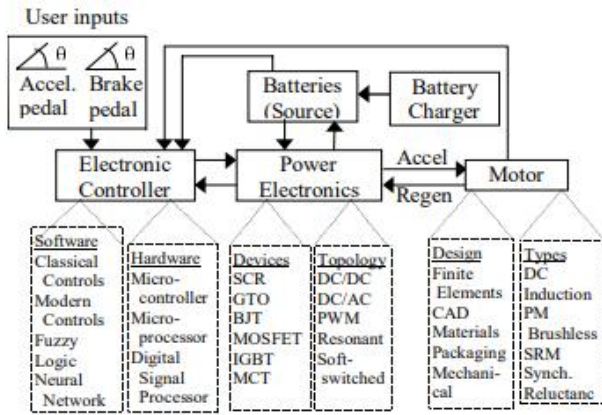 User inputs
θ θ
Accel. Brake
pedal pedal
Batteries
(Source)
Battery
Charger
Electronic
Controller
Power
Electronics
Accel
Regen
Motor
Software
Classical
Controls
Modern
Controls
Fuzzy
Logic
Neural
Network
Hardware
Micro-
controller
Micro-
processor
Digital
Signal
Processor
Devices
SCR
GTO
BJT
MOSFET
IGBT
MCT
Topology
DC/DC
DC/AC
PWM
Resonant
Soft-
switched
Design
Finite
Elements
CAD
Materials
Packaging
Mechani-
cal
Types
DC
Induction
PM
Brushless
SRM
Synch.
Reluctanc